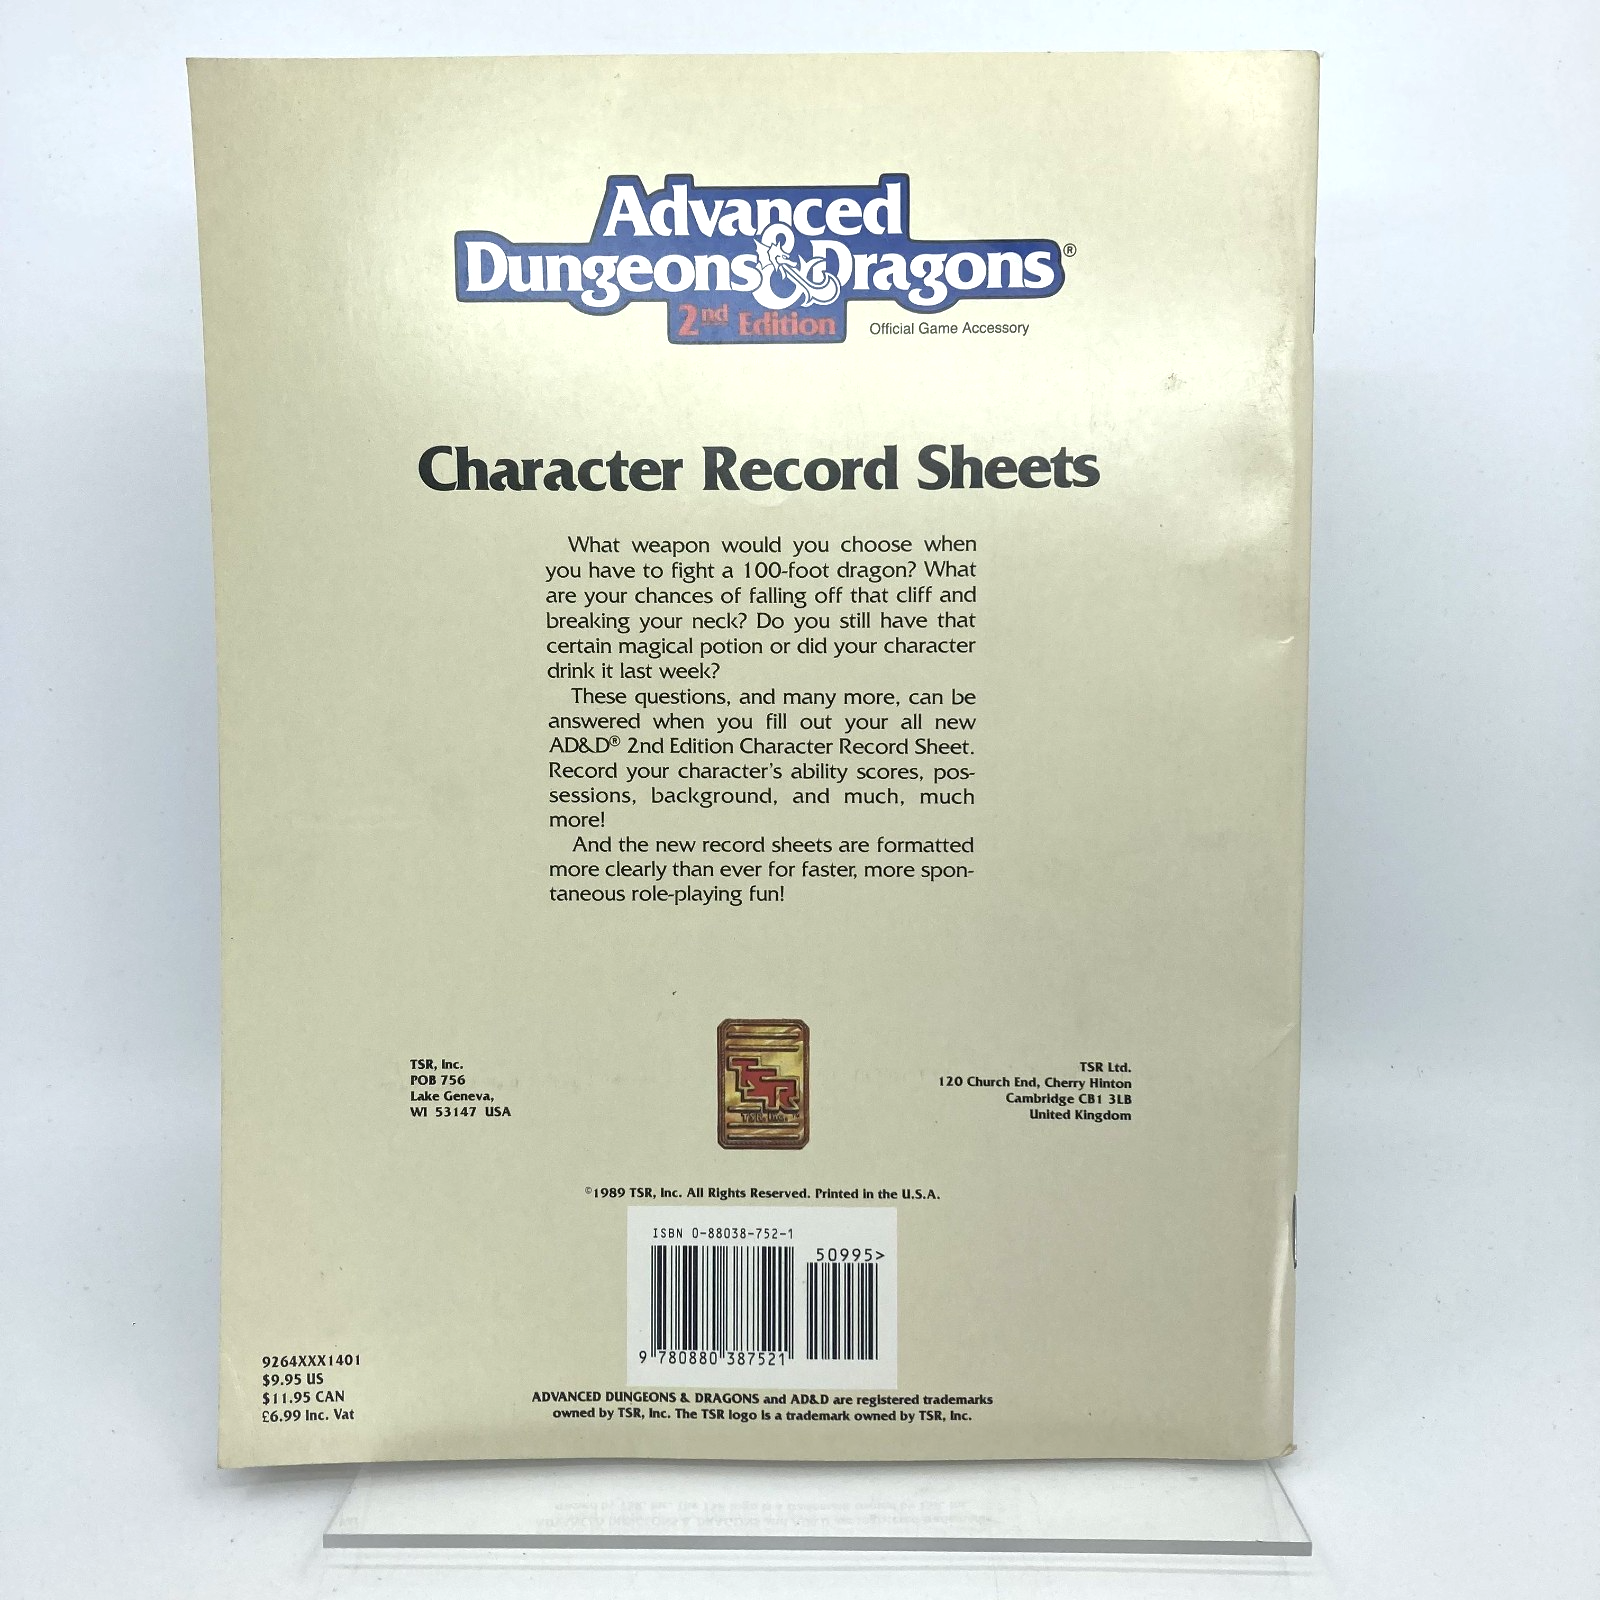 Advanced
Dungeons & Dragons®
2nd Edition
Official Game Accessory
Character Record Sheets
What weapon would you choose when
you have to fight a 100-foot dragon? What
are your chances of falling off that cliff and
breaking your neck? Do you still have that
certain magical potion or did your character
drink it last week?
These questions, and many more, can be
answered when you fill out your all new
AD&D® 2nd Edition Character Record Sheet.
Record your character's ability scores, pos-
sessions, background, and much, much
more!
And the new record sheets are formatted
more clearly than ever for faster, more spon-
taneous role-playing fun!
TSR, Inc.
POB 756
Lake Geneva,
WI 53147 USA
TSR
TSR, Inc.™
TSR Ltd.
120 Church End, Cherry Hinton
Cambridge CB1 3LB
United Kingdom
©1989 TSR, Inc. All Rights Reserved. Printed in the U.S.A.
ISBN 0-88038-752-1
50995>
9 780880 387521
9264XXX1401
$9.95 US
$11.95 CAN
£6.99 Inc. Vat
ADVANCED DUNGEONS & DRAGONS and AD&D are registered trademarks
owned by TSR, Inc. The TSR logo is a trademark owned by TSR, Inc.